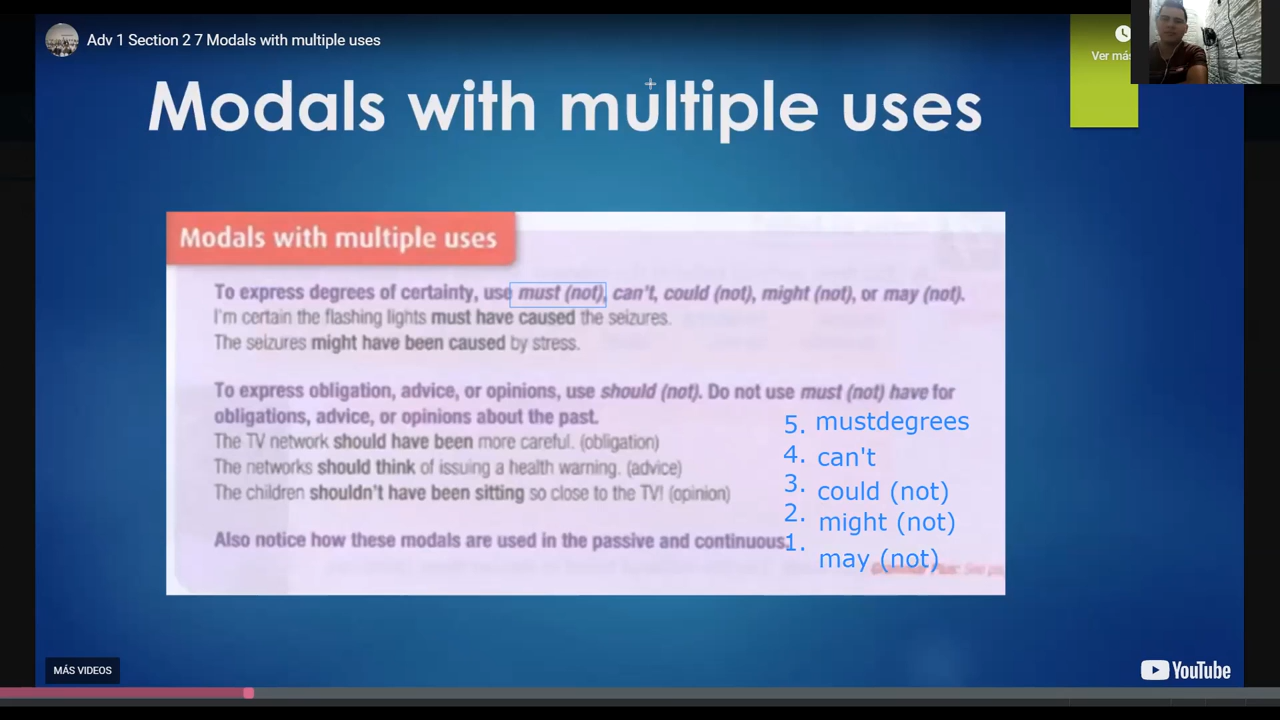 Adv 1 Section 2 7 Modals with multiple uses
Ver más
Modals with multiple uses
Modals with multiple uses
To express degrees of certainty, use must (not), can't, could (not), might (not), or may (not).
I'm certain the flashing lights must have caused the seizures.
The seizures might have been caused by stress.
To express obligation, advice, or opinions, use should (not). Do not use must (not) have for
obligations, advice, or opinions about the past.
The TV network should have been more careful. (obligation)
The networks should think of issuing a health warning. (advice)
The children shouldn't have been sitting so close to the TV! (opinion)
Also notice how these modals are used in the passive and continuous.
5. mustdegrees
4. can't
3. could (not)
2. might (not)
1. may (not)
MÁS VIDEOS
YouTube